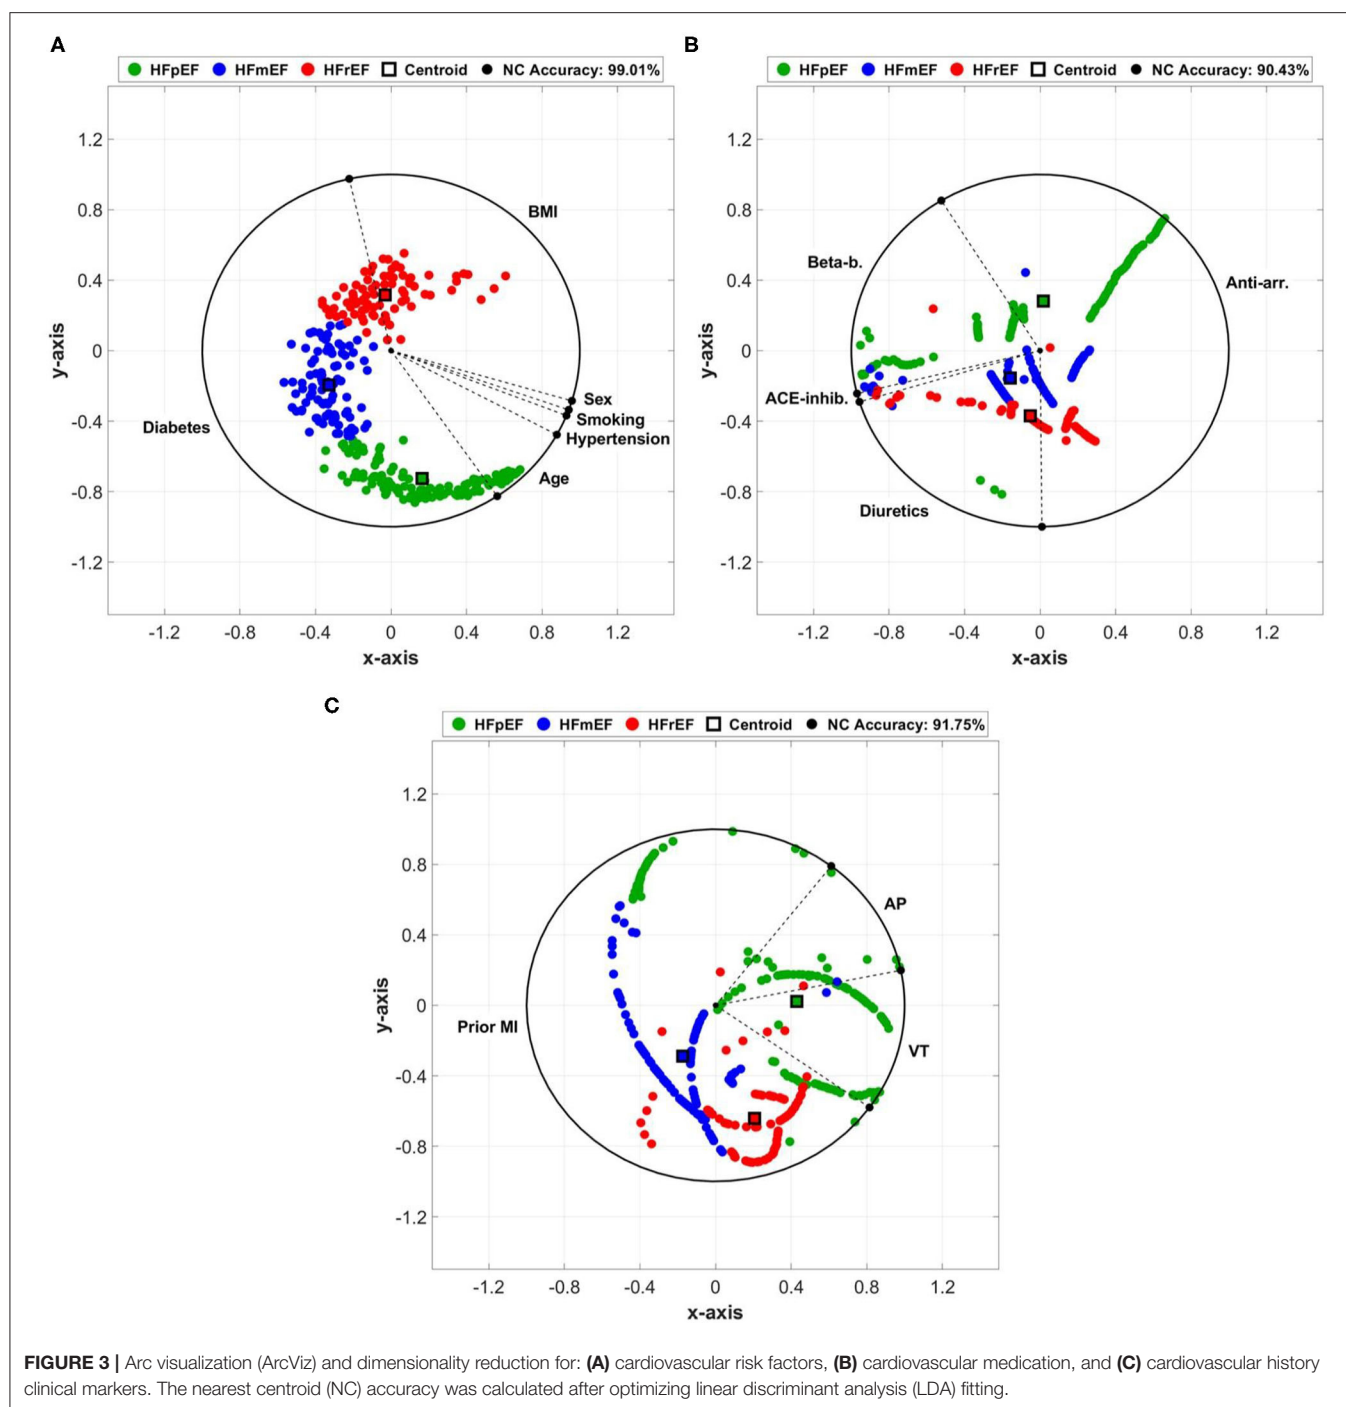 A
HFpEF HFmEF HFrEF Centroid NC Accuracy: 99.01%
1.2
0.8
0.4
0
-0.4
-0.8
-1.2
y-axis
BMI
Diabetes
Sex
Smoking
Hypertension
Age
-1.2 -0.8 -0.4 0 0.4 0.8 1.2
x-axis
B
HFpEF HFmEF HFrEF Centroid NC Accuracy: 90.43%
1.2
0.8
0.4
0
-0.4
-0.8
-1.2
y-axis
Beta-b.
Anti-arr.
ACE-inhib.
Diuretics
-1.2 -0.8 -0.4 0 0.4 0.8 1.2
x-axis
C
HFpEF HFmEF HFrEF Centroid NC Accuracy: 91.75%
1.2
0.8
0.4
0
-0.4
-0.8
-1.2
y-axis
AP
Prior MI
VT
-1.2 -0.8 -0.4 0 0.4 0.8 1.2
x-axis
FIGURE 3 | Arc visualization (ArcViz) and dimensionality reduction for: (A) cardiovascular risk factors, (B) cardiovascular medication, and (C) cardiovascular history
clinical markers. The nearest centroid (NC) accuracy was calculated after optimizing linear discriminant analysis (LDA) fitting.